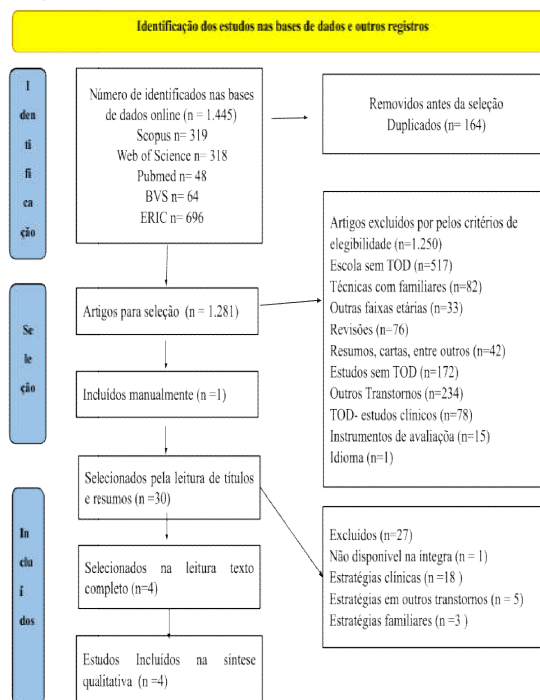 Identificação dos estudos nas bases de dados e outros registros
I
den
ti
fi
ca
ção
Número de identificados nas bases
de dados online (n = 1.445)
Scopus n= 319
Web of Science n= 318
Pubmed n= 48
BVS n= 64
ERIC n= 696
Removidos antes da seleção
Duplicados (n= 164)
Se
le
ção
Artigos para seleção (n = 1.281)
Incluídos manualmente (n =1)
Artigos excluídos por pelos critérios de
elegibilidade (n=1.250)
Escola sem TOD (n=517)
Técnicas com familiares (n=82)
Outras faixas etárias (n=33)
Revisões (n=76)
Resumos, cartas, entre outros (n=42)
Estudos sem TOD (n=172)
Outros Transtornos (n=234)
TOD- estudos clínicos (n=78)
Instrumentos de avaliaçõa (n=15)
Idioma (n=1)
In
cluí
í
dos
Selecionados pela leitura de títulos
e resumos (n =30)
Selecionados na leitura texto
completo (n=4)
Estudos Incluídos na síntese
qualitativa (n =4)
Excluídos (n=27)
Não disponível na íntegra (n = 1)
Estratégias clínicas (n=18 )
Estratégias em outros transtornos (n = 5)
Estratégias familiares (n =3 )